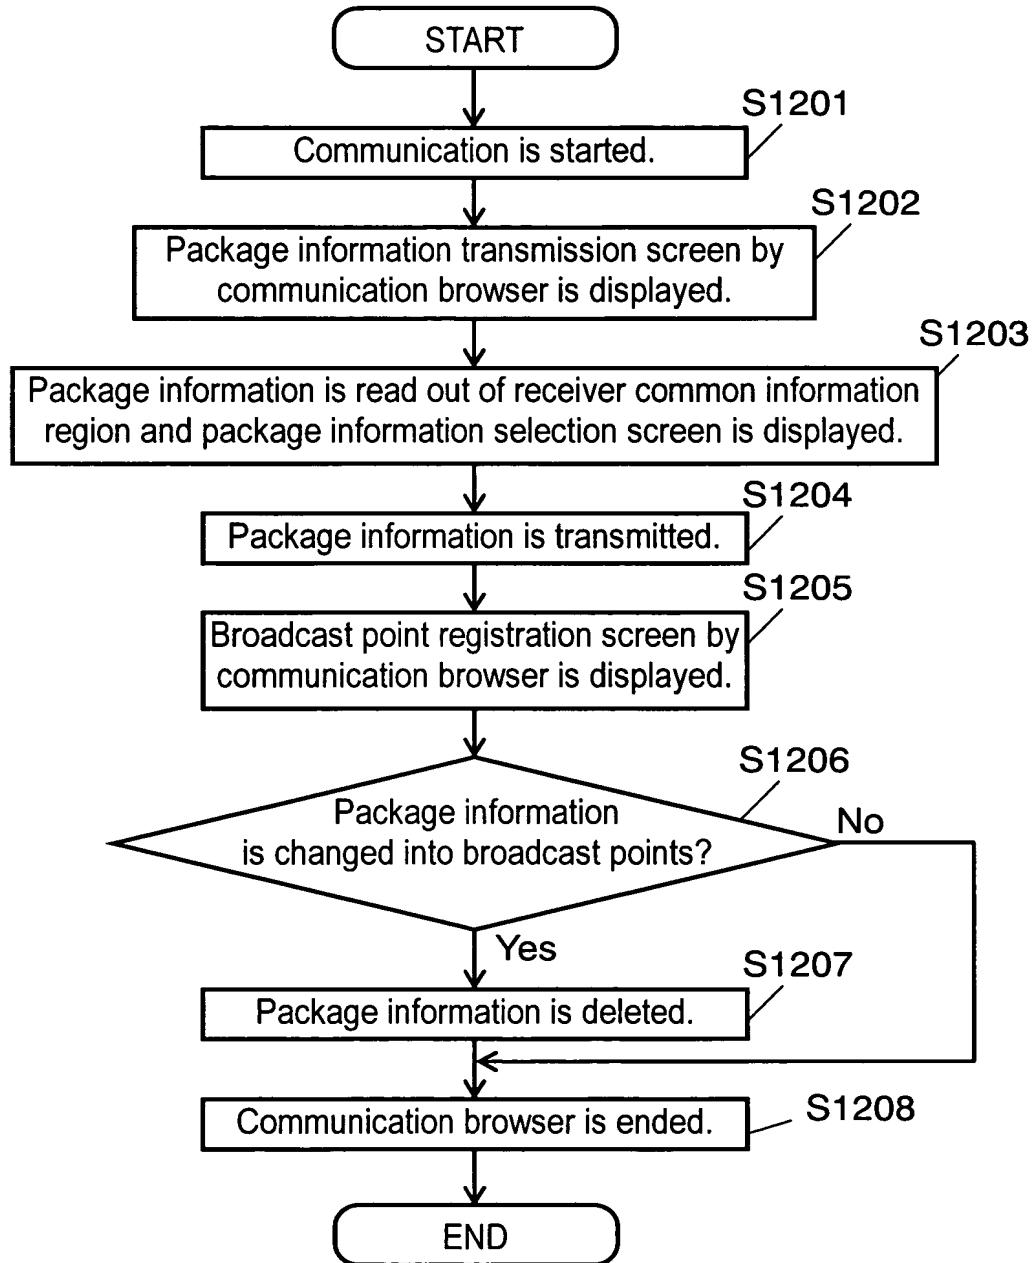 START
S1201
Communication is started.
S1202
Package information transmission screen by
communication browser is displayed.
S1203
Package information is read out of receiver common information
region and package information selection screen is displayed.
S1204
Package information is transmitted.
S1205
Broadcast point registration screen by
communication browser is displayed.
S1206
Package information
is changed into broadcast points?
No
Yes
S1207
Package information is deleted.
S1208
Communication browser is ended.
END